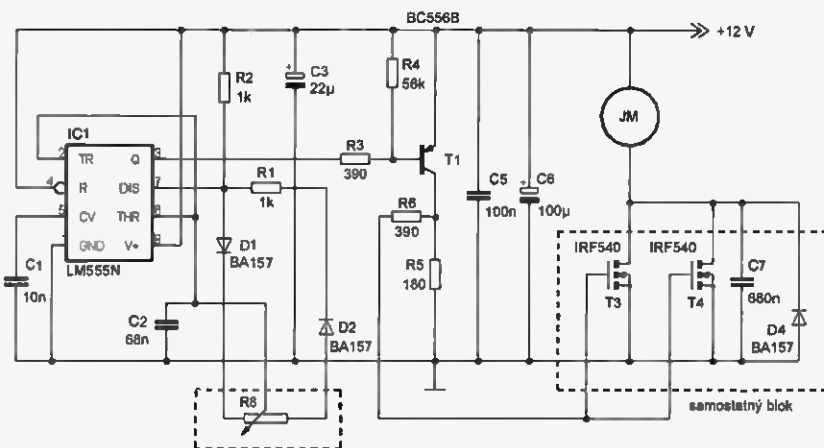 BC556B
+12 V
R2
1k
+
C3
22µ
R4
56k
JM
IC1
2
TR
Q
3
4
R
DIS
7
5
CV
THR
6
1
GND
V+
8
LM555N
R3
390
T1
R1
1k
C1
10n
D1
BA157
R6
390
C5
100n
+
C6
100µ
R5
180
IRF540
IRF540
T3
T4
C7
680n
D4
BA157
C2
68n
D2
BA157
R8
samostatný blok